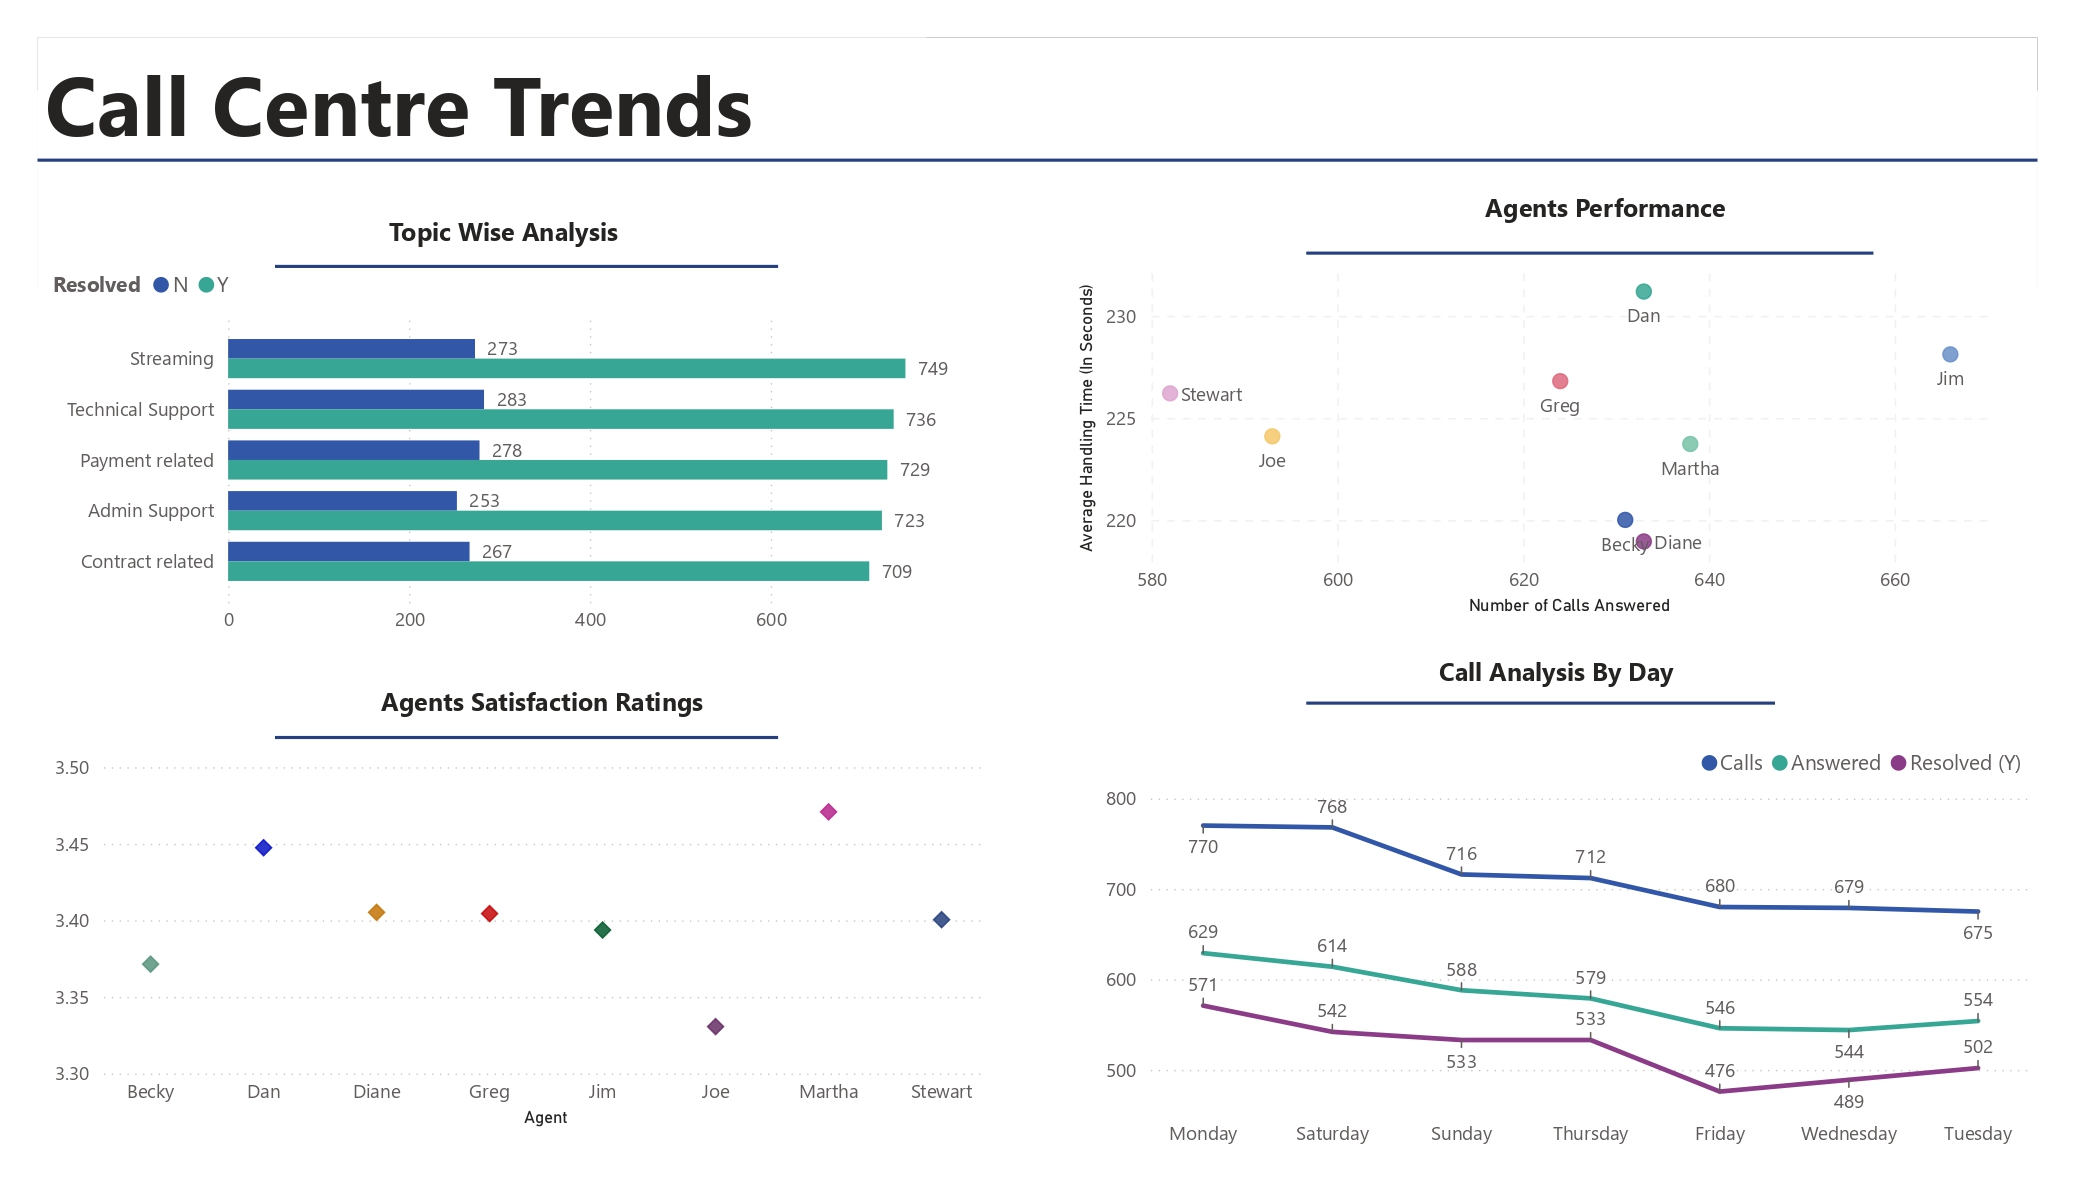 Call Centre Trends
Topic Wise Analysis
Resolved N Y
Streaming 273 749
Technical Support 283 736
Payment related 278 729
Admin Support 253 723
Contract related 267 709
0 200 400 600
Agents Performance
Average Handling Time (In Seconds)
230
225
220
Dan
Jim
Stewart
Greg
Joe
Martha
Becky
Diane
580 600 620 640 660
Number of Calls Answered
Agents Satisfaction Ratings
3.50
3.45
3.40
3.35
3.30
Becky Dan Diane Greg Jim Joe Martha Stewart
Agent
Call Analysis By Day
Calls Answered Resolved (Y)
800
700
600
500
770 768 716 712 680 679 675
629 614 588 579 546 544 554
571 542 533 533 476 489 502
Monday Saturday Sunday Thursday Friday Wednesday Tuesday